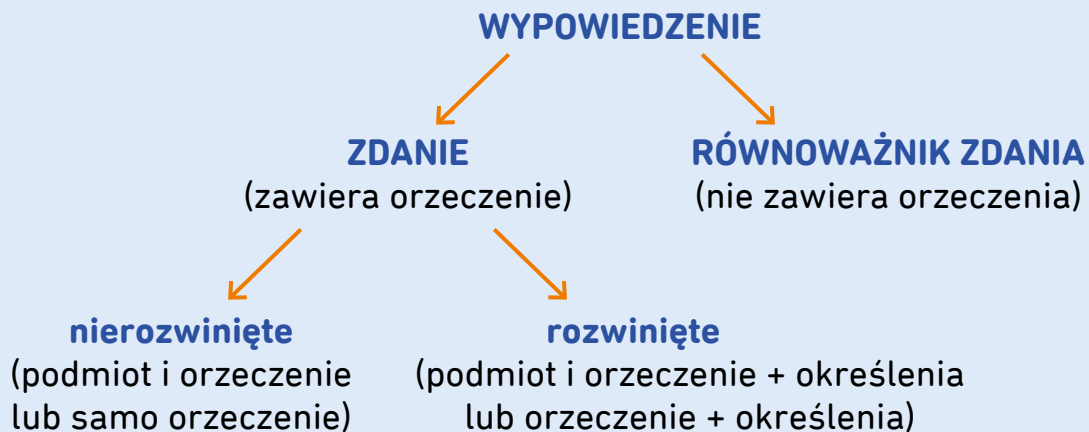 WYPOWIEDZENIE
ZDANIE
(zawiera orzeczenie)
RÓWNOWAŻNIK ZDANIA
(nie zawiera orzeczenia)
nierozwinięte
(podmiot i orzeczenie
lub samo orzeczenie)
rozwinięte
(podmiot i orzeczenie + określenia
lub orzeczenie + określenia)